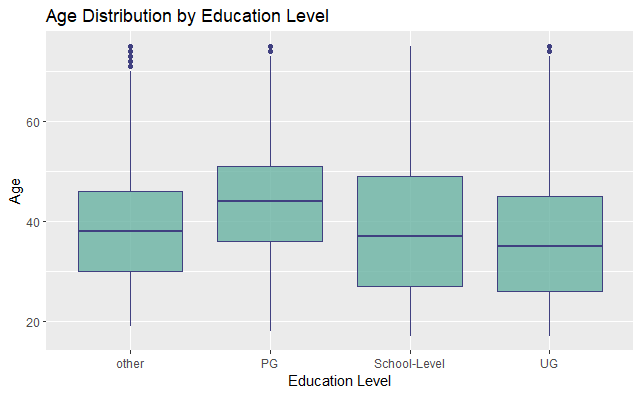 Age Distribution by Education Level
Age
60
40
20
other PG School-Level UG
Education Level